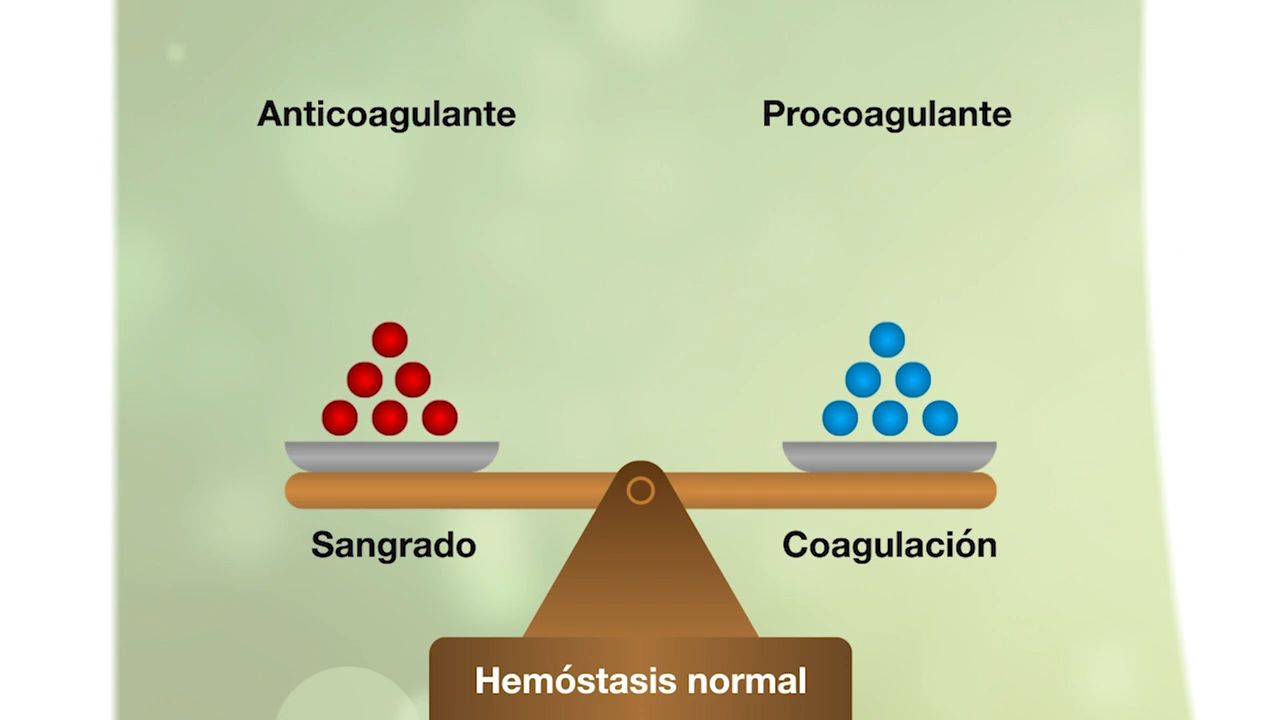 Anticoagulante
Procoagulante
Sangrado
Coagulación
Hemóstasis normal